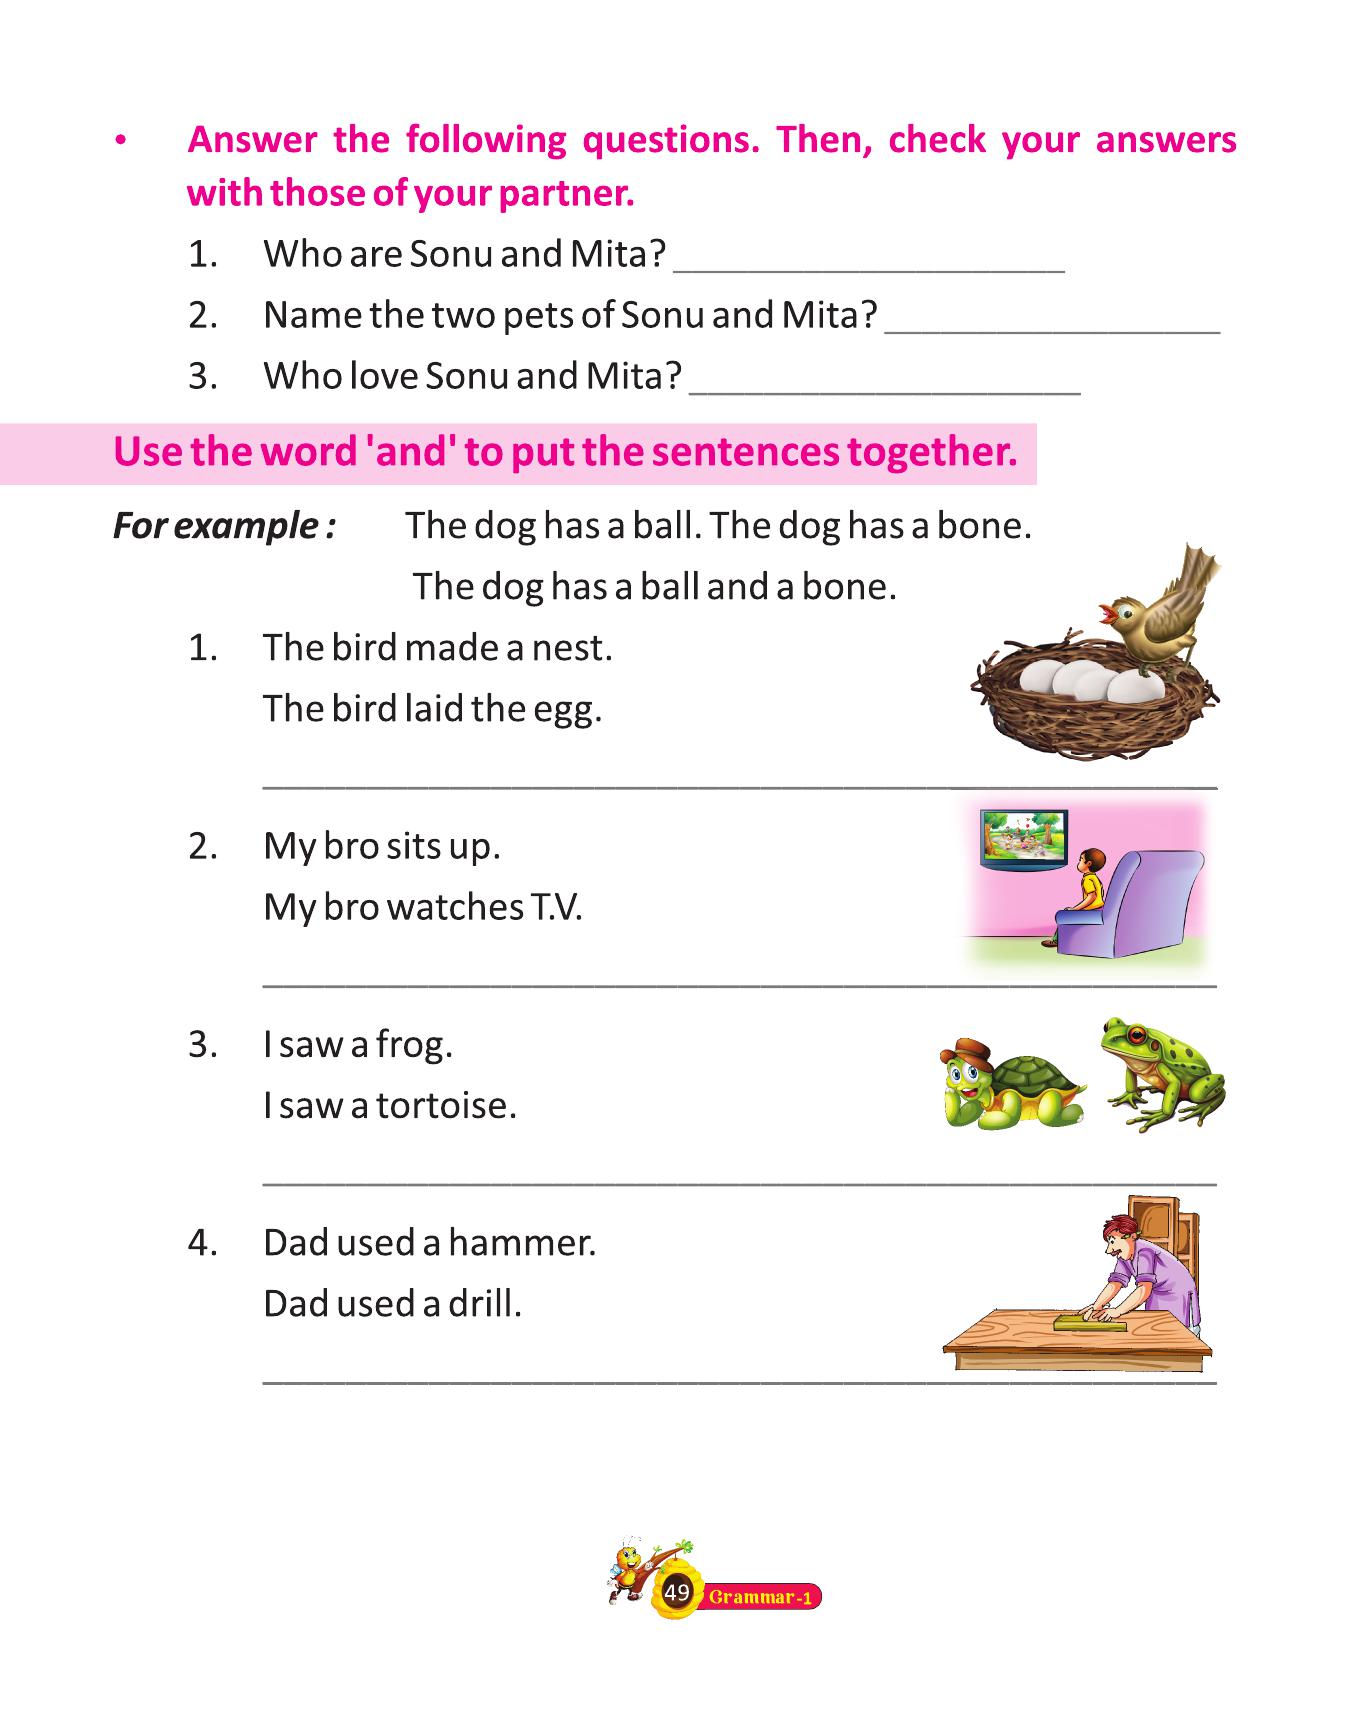 • Answer the following questions. Then, check your answers
with those of your partner.
1. Who are Sonu and Mita? ____________________
2. Name the two pets of Sonu and Mita? _________________
3. Who love Sonu and Mita? ____________________
Use the word 'and' to put the sentences together.
For example : The dog has a ball. The dog has a bone.
The dog has a ball and a bone.
1. The bird made a nest.
The bird laid the egg.
2. My bro sits up.
My bro watches T.V.
3. I saw a frog.
I saw a tortoise.
4. Dad used a hammer.
Dad used a drill.
49 Grammar-1